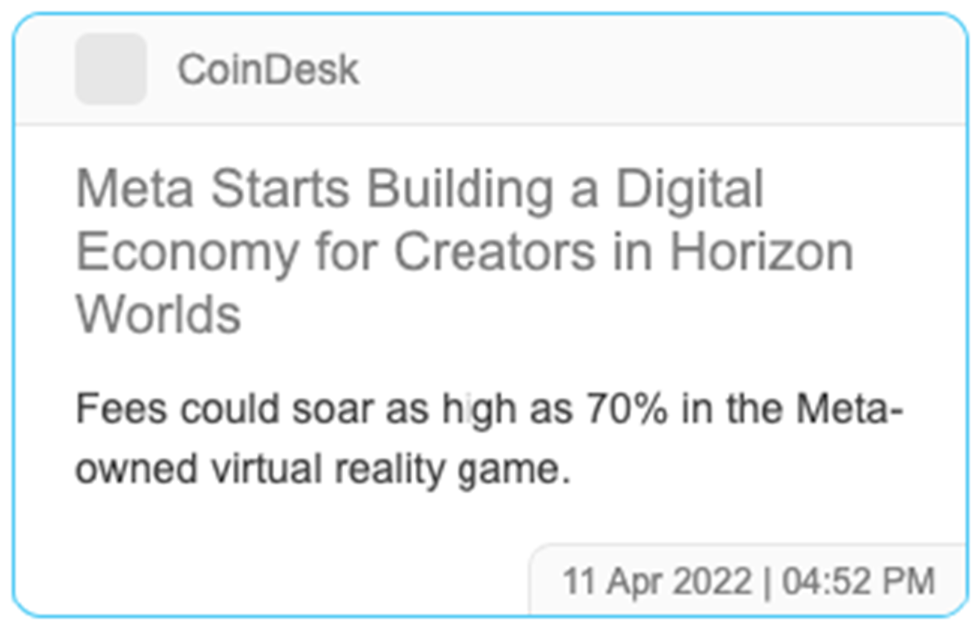 CoinDesk
Meta Starts Building a Digital
Economy for Creators in Horizon
Worlds
Fees could soar as high as 70% in the Meta-
owned virtual reality game.
11 Apr 2022 | 04:52 PM